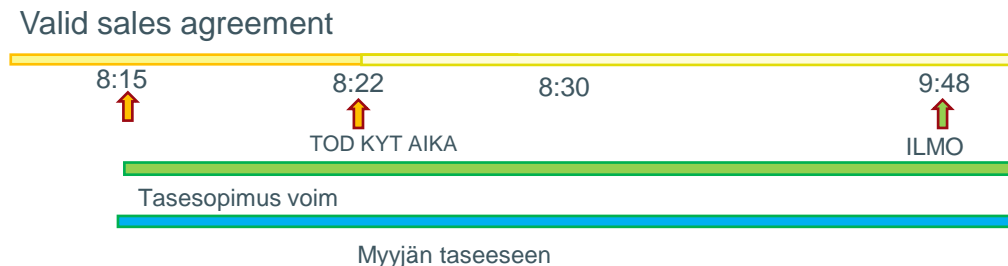 Valid sales agreement
8:15 8:22 8:30 9:48
TOD KYT AIKA ILMO
Tasesopimus voim
Myyjän taseeseen